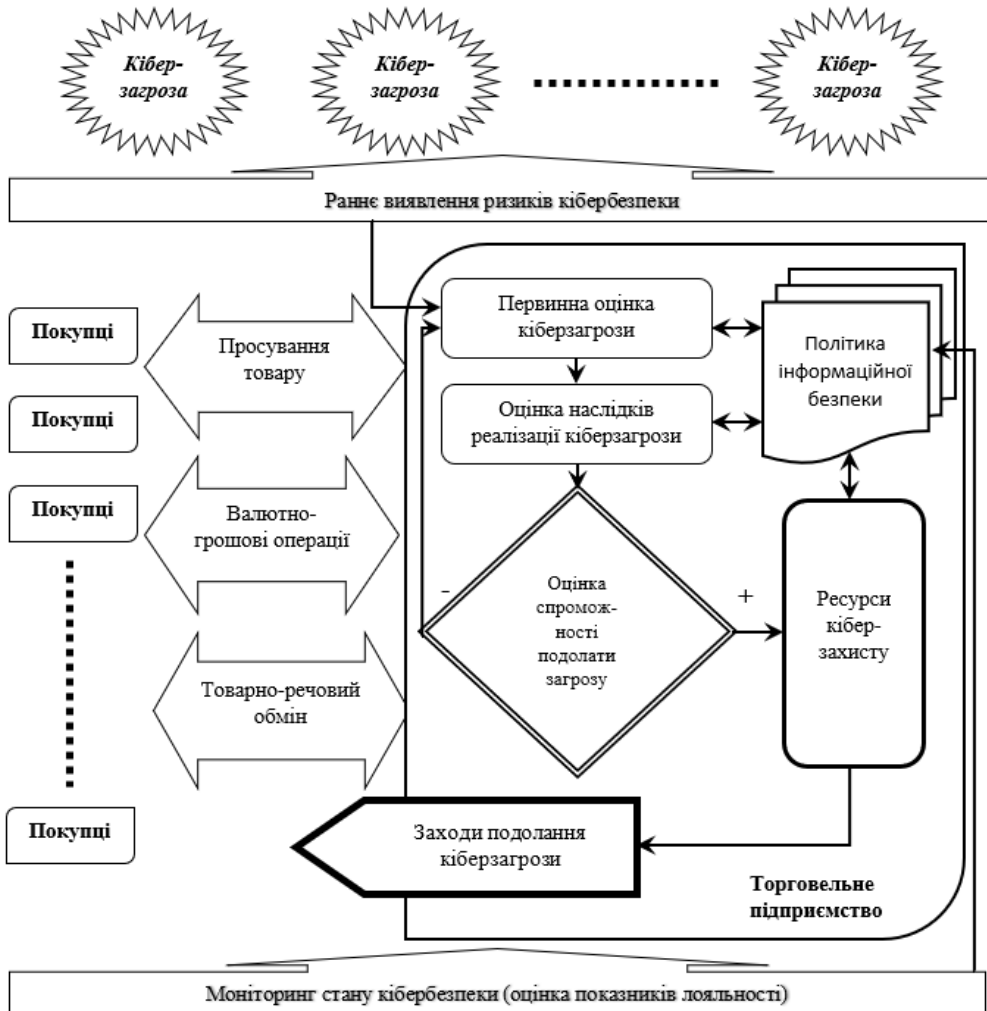 Кібер-
загроза
Кібер-
загроза
Кібер-
загроза
Раннє виявлення ризиків кібербезпеки
Покупці
Покупці
Покупці
Покупці
Просування
товару
Валютно-
грошові операції
Товарно-речовий
обмін
Первинна оцінка
кіберзагрози
Оцінка наслідків
реалізації кіберзагрози
Політика
інформаційної
безпеки
-
Оцінка
спромож-
ності
подолати
загрозу
+
Ресурси
кібер-
захисту
Заходи подолання
кіберзагрози
Торговельне
підприємство
Моніторинг стану кібербезпеки (оцінка показників лояльності)